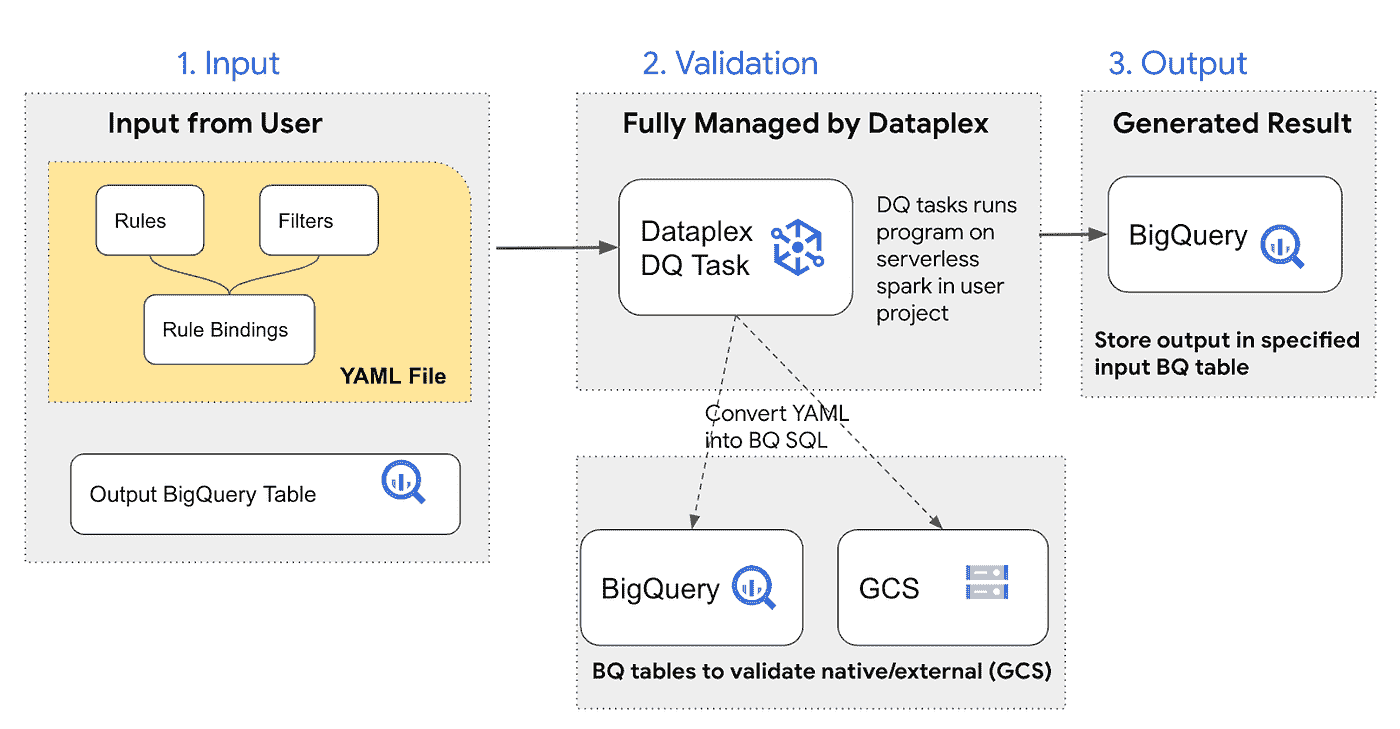 1. Input
Input from User
Rules
Filters
Rule Bindings
YAML File
Output BigQuery Table
2. Validation
Fully Managed by Dataplex
Dataplex
DQ Task
DQ tasks runs
program on
serverless
spark in user
project
Convert YAML
into BQ SQL
BigQuery
GCS
BQ tables to validate native/external (GCS)
3. Output
Generated Result
BigQuery
Store output in specified
input BQ table